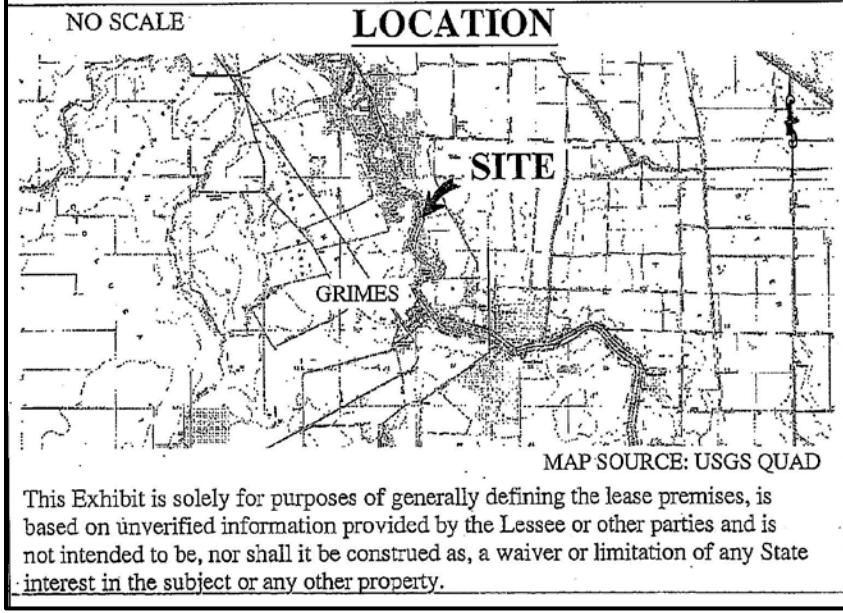 NO SCALE
LOCATION
SITE
GRIMES
MAP SOURCE: USGS QUAD
This Exhibit is solely for purposes of generally defining the lease premises, is
based on unverified information provided by the Lessee or other parties and is
not intended to be, nor shall it be construed as, a waiver or limitation of any State
interest in the subject or any other property.